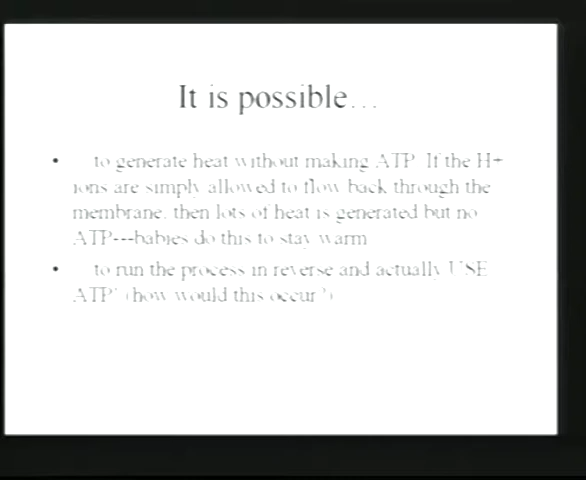 It is possible...
• to generate heat without making ATP If the H+
ions are simply allowed to flow back through the
membrane, then lots of heat is generated but no
ATP---babies do this to stay warm
• to run the process in reverse and actually USE
ATP! (how would this occur?)